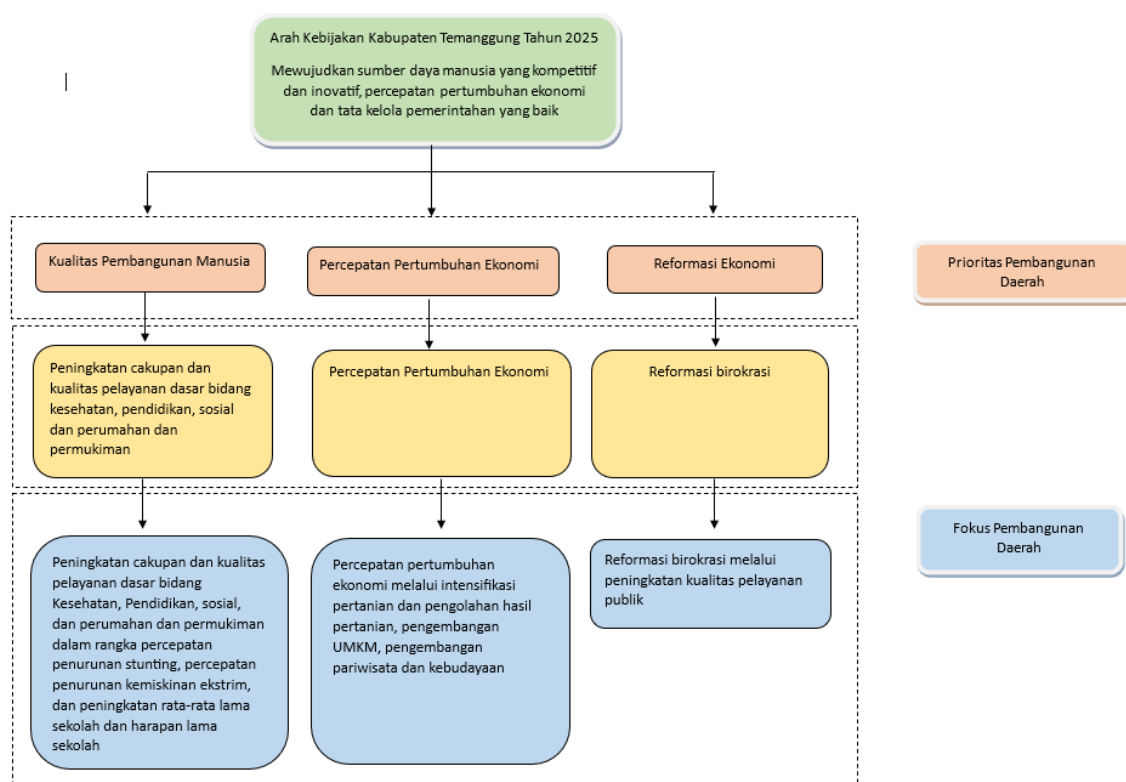 Arah Kebijakan Kabupaten Temanggung Tahun 2025
Mewujudkan sumber daya manusia yang kompetitif
dan inovatif, percepatan pertumbuhan ekonomi
dan tata kelola pemerintahan yang baik
Kualitas Pembangunan Manusia
Percepatan Pertumbuhan Ekonomi
Reformasi Ekonomi
Prioritas Pembangunan
Daerah
Peningkatan cakupan dan
kualitas pelayanan dasar bidang
kesehatan, pendidikan, sosial
dan perumahan dan
permukiman
Percepatan Pertumbuhan Ekonomi
Reformasi birokrasi
Peningkatan cakupan dan kualitas
pelayanan dasar bidang
Kesehatan, Pendidikan, sosial,
dan perumahan dan permukiman
dalam rangka percepatan
penurunan stunting, percepatan
penurunan kemiskinan ekstrim,
dan peningkatan rata-rata lama
sekolah dan harapan lama
sekolah
Percepatan pertumbuhan
ekonomi melalui intensifikasi
pertanian dan pengolahan hasil
pertanian, pengembangan
UMKM, pengembangan
pariwisata dan kebudayaan
Reformasi birokrasi melalui
peningkatan kualitas pelayanan
publik
Fokus Pembangunan
Daerah